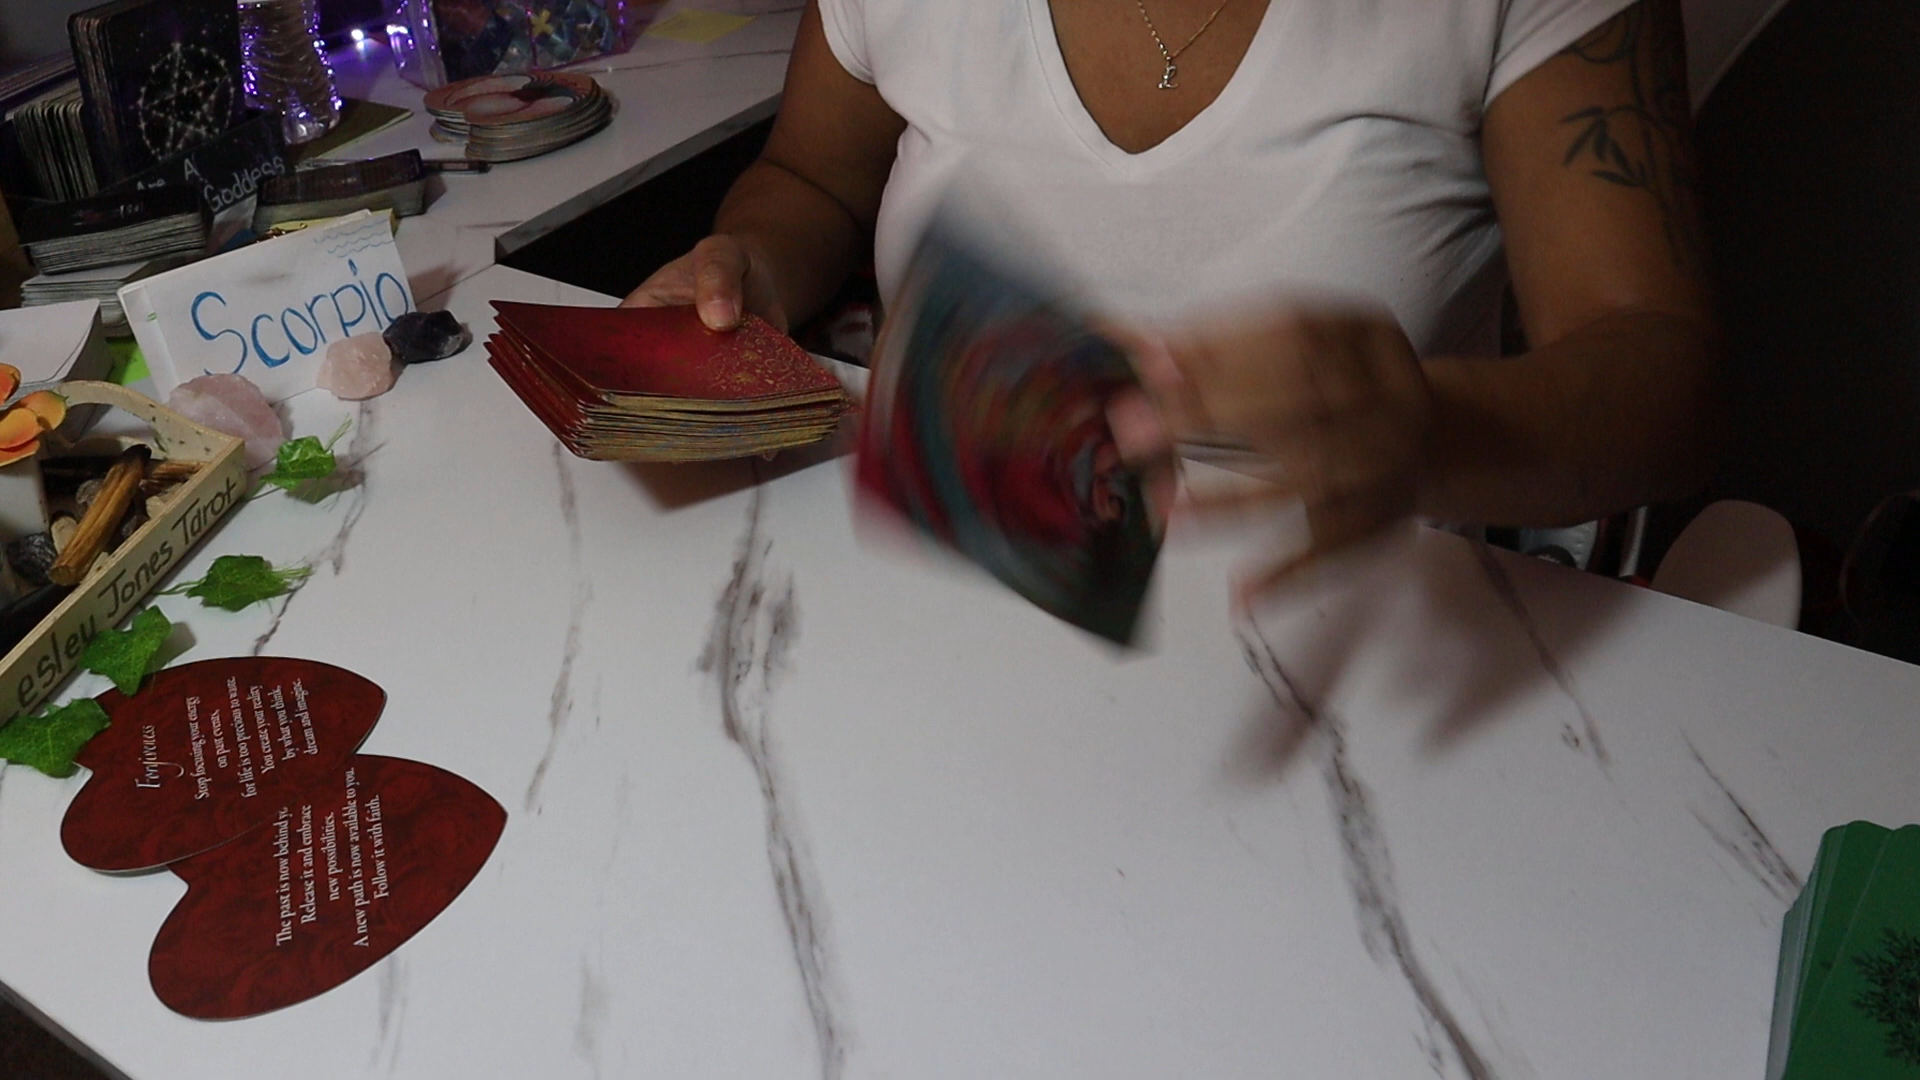 Are A
Goddess
Scorpio
esley Jones Tarot
Forgiveness
Stop focusing your energy
on past events,
for life is too precious to waste.
You create your reality
by what you think,
dream and imagine.
The past is now behind
Release it and embrace
new possibilities.
A new path is now available to you.
Follow it with faith.